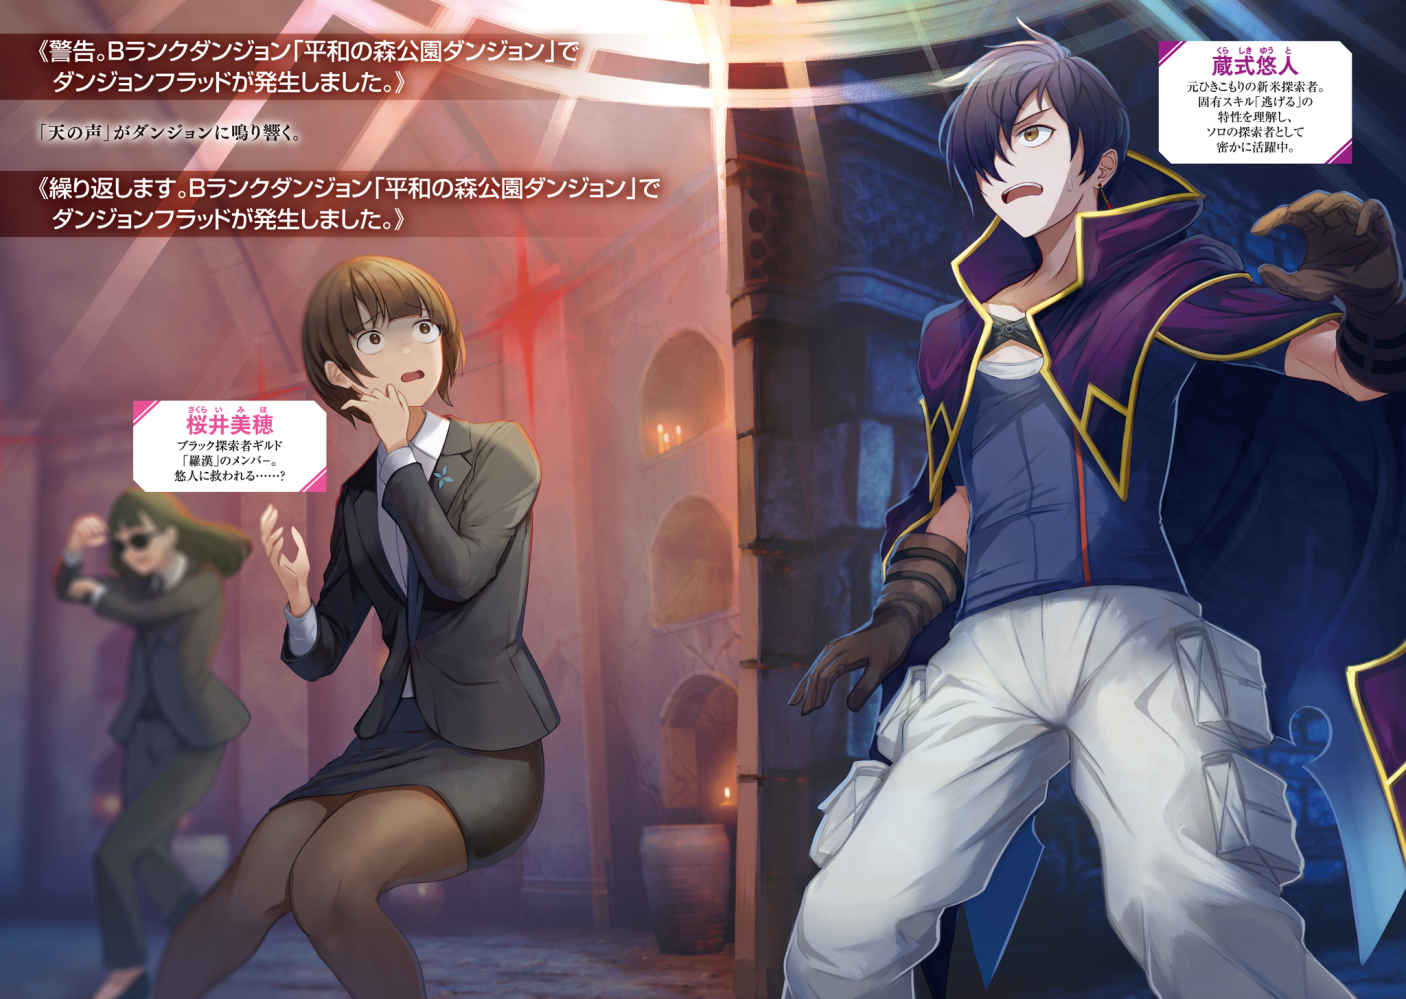 《警告。Bランクダンジョン「平和の森公園ダンジョン」で
ダンジョンフラッドが発生しました。》
「天の声」がダンジョンに鳴り響く。
《繰り返します。Bランクダンジョン「平和の森公園ダンジョン」で
ダンジョンフラッドが発生しました。》
くら しき ゆう と
蔵式悠人
元ひきこもりの新米探索者。
固有スキル「逃げる」の
特性を理解し、
ソロの探索者として
密かに活躍中。
さくら い み ほ
桜井美穂
ブラック探索者ギルド
「羅漢」のメンバー。
悠人に救われる……?